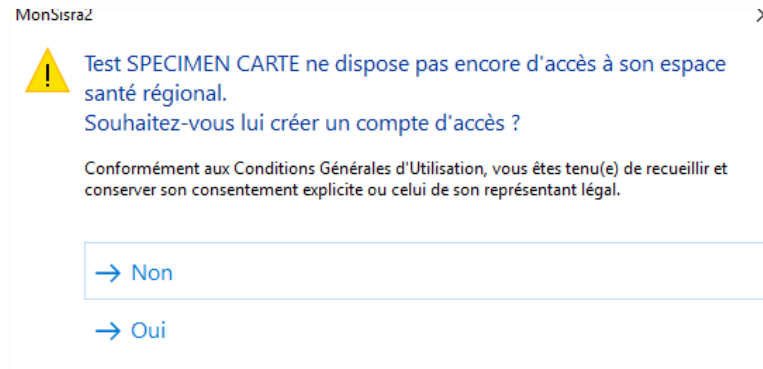 MonSisra2
Test SPECIMEN CARTE ne dispose pas encore d'accès à son espace
santé régional.
Souhaitez-vous lui créer un compte d'accès ?
Conformément aux Conditions Générales d'Utilisation, vous êtes tenu(e) de recueillir et
conserver son consentement explicite ou celui de son représentant légal.
→ Non
→ Oui